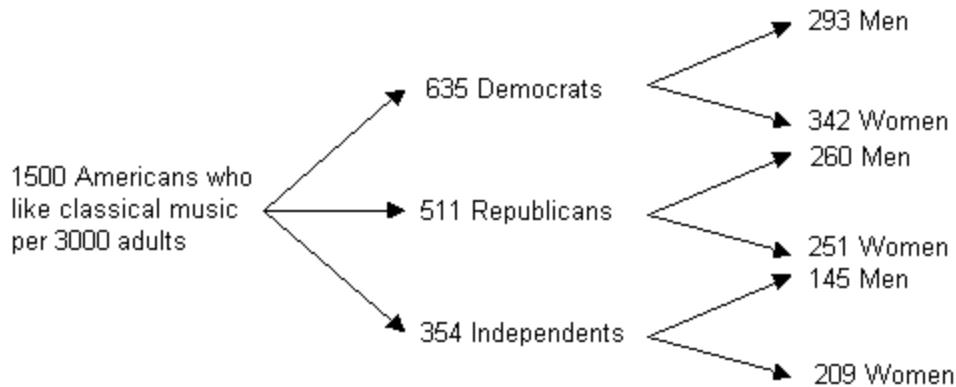 1500 Americans who
like classical music
per 3000 adults
635 Democrats
293 Men
342 Women
511 Republicans
260 Men
251 Women
354 Independents
145 Men
209 Women